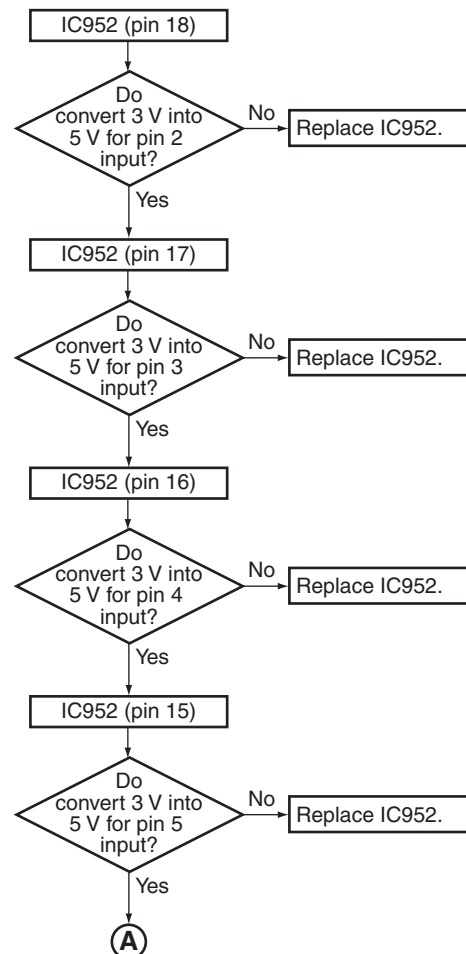 IC952 (pin 18)
Do
convert 3 V into
5 V for pin 2
input?
No
Replace IC952.
Yes
IC952 (pin 17)
Do
convert 3 V into
5 V for pin 3
input?
No
Replace IC952.
Yes
IC952 (pin 16)
Do
convert 3 V into
5 V for pin 4
input?
No
Replace IC952.
Yes
IC952 (pin 15)
Do
convert 3 V into
5 V for pin 5
input?
No
Replace IC952.
Yes
A